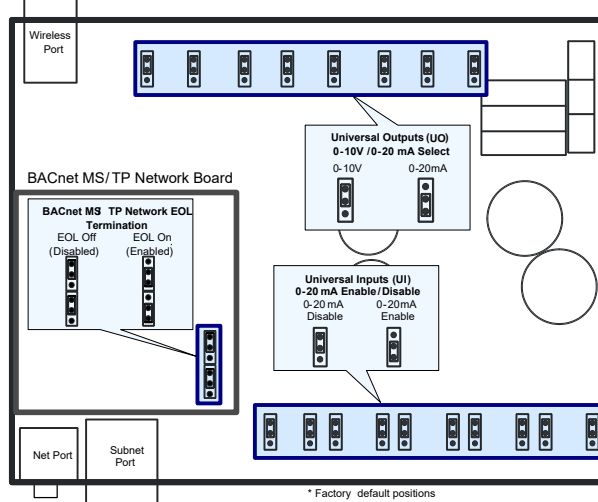 Wireless
Port
Universal Outputs (UO)
0-10V /0-20 mA Select
0-10V 0-20mA
BACnet MS/TP Network Board
BACnet MS TP Network EOL
Termination
EOL Off EOL On
(Disabled) (Enabled)
Universal Inputs (UI)
0-20 mA Enable/Disable
0-20 mA 0-20mA
Disable Enable
Net Port
Subnet
Port
* Factory default positions